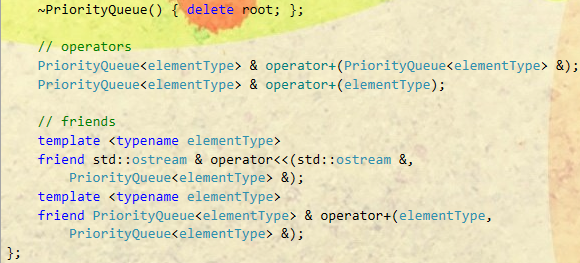 ~PriorityQueue() { delete root; };
// operators
PriorityQueue<elementType> & operator+(PriorityQueue<elementType> &);
PriorityQueue<elementType> & operator+(elementType);
// friends
template <typename elementType>
friend std::ostream & operator<<(std::ostream &,
PriorityQueue<elementType> &);
template <typename elementType>
friend PriorityQueue<elementType> & operator+(elementType,
PriorityQueue<elementType> &);
};